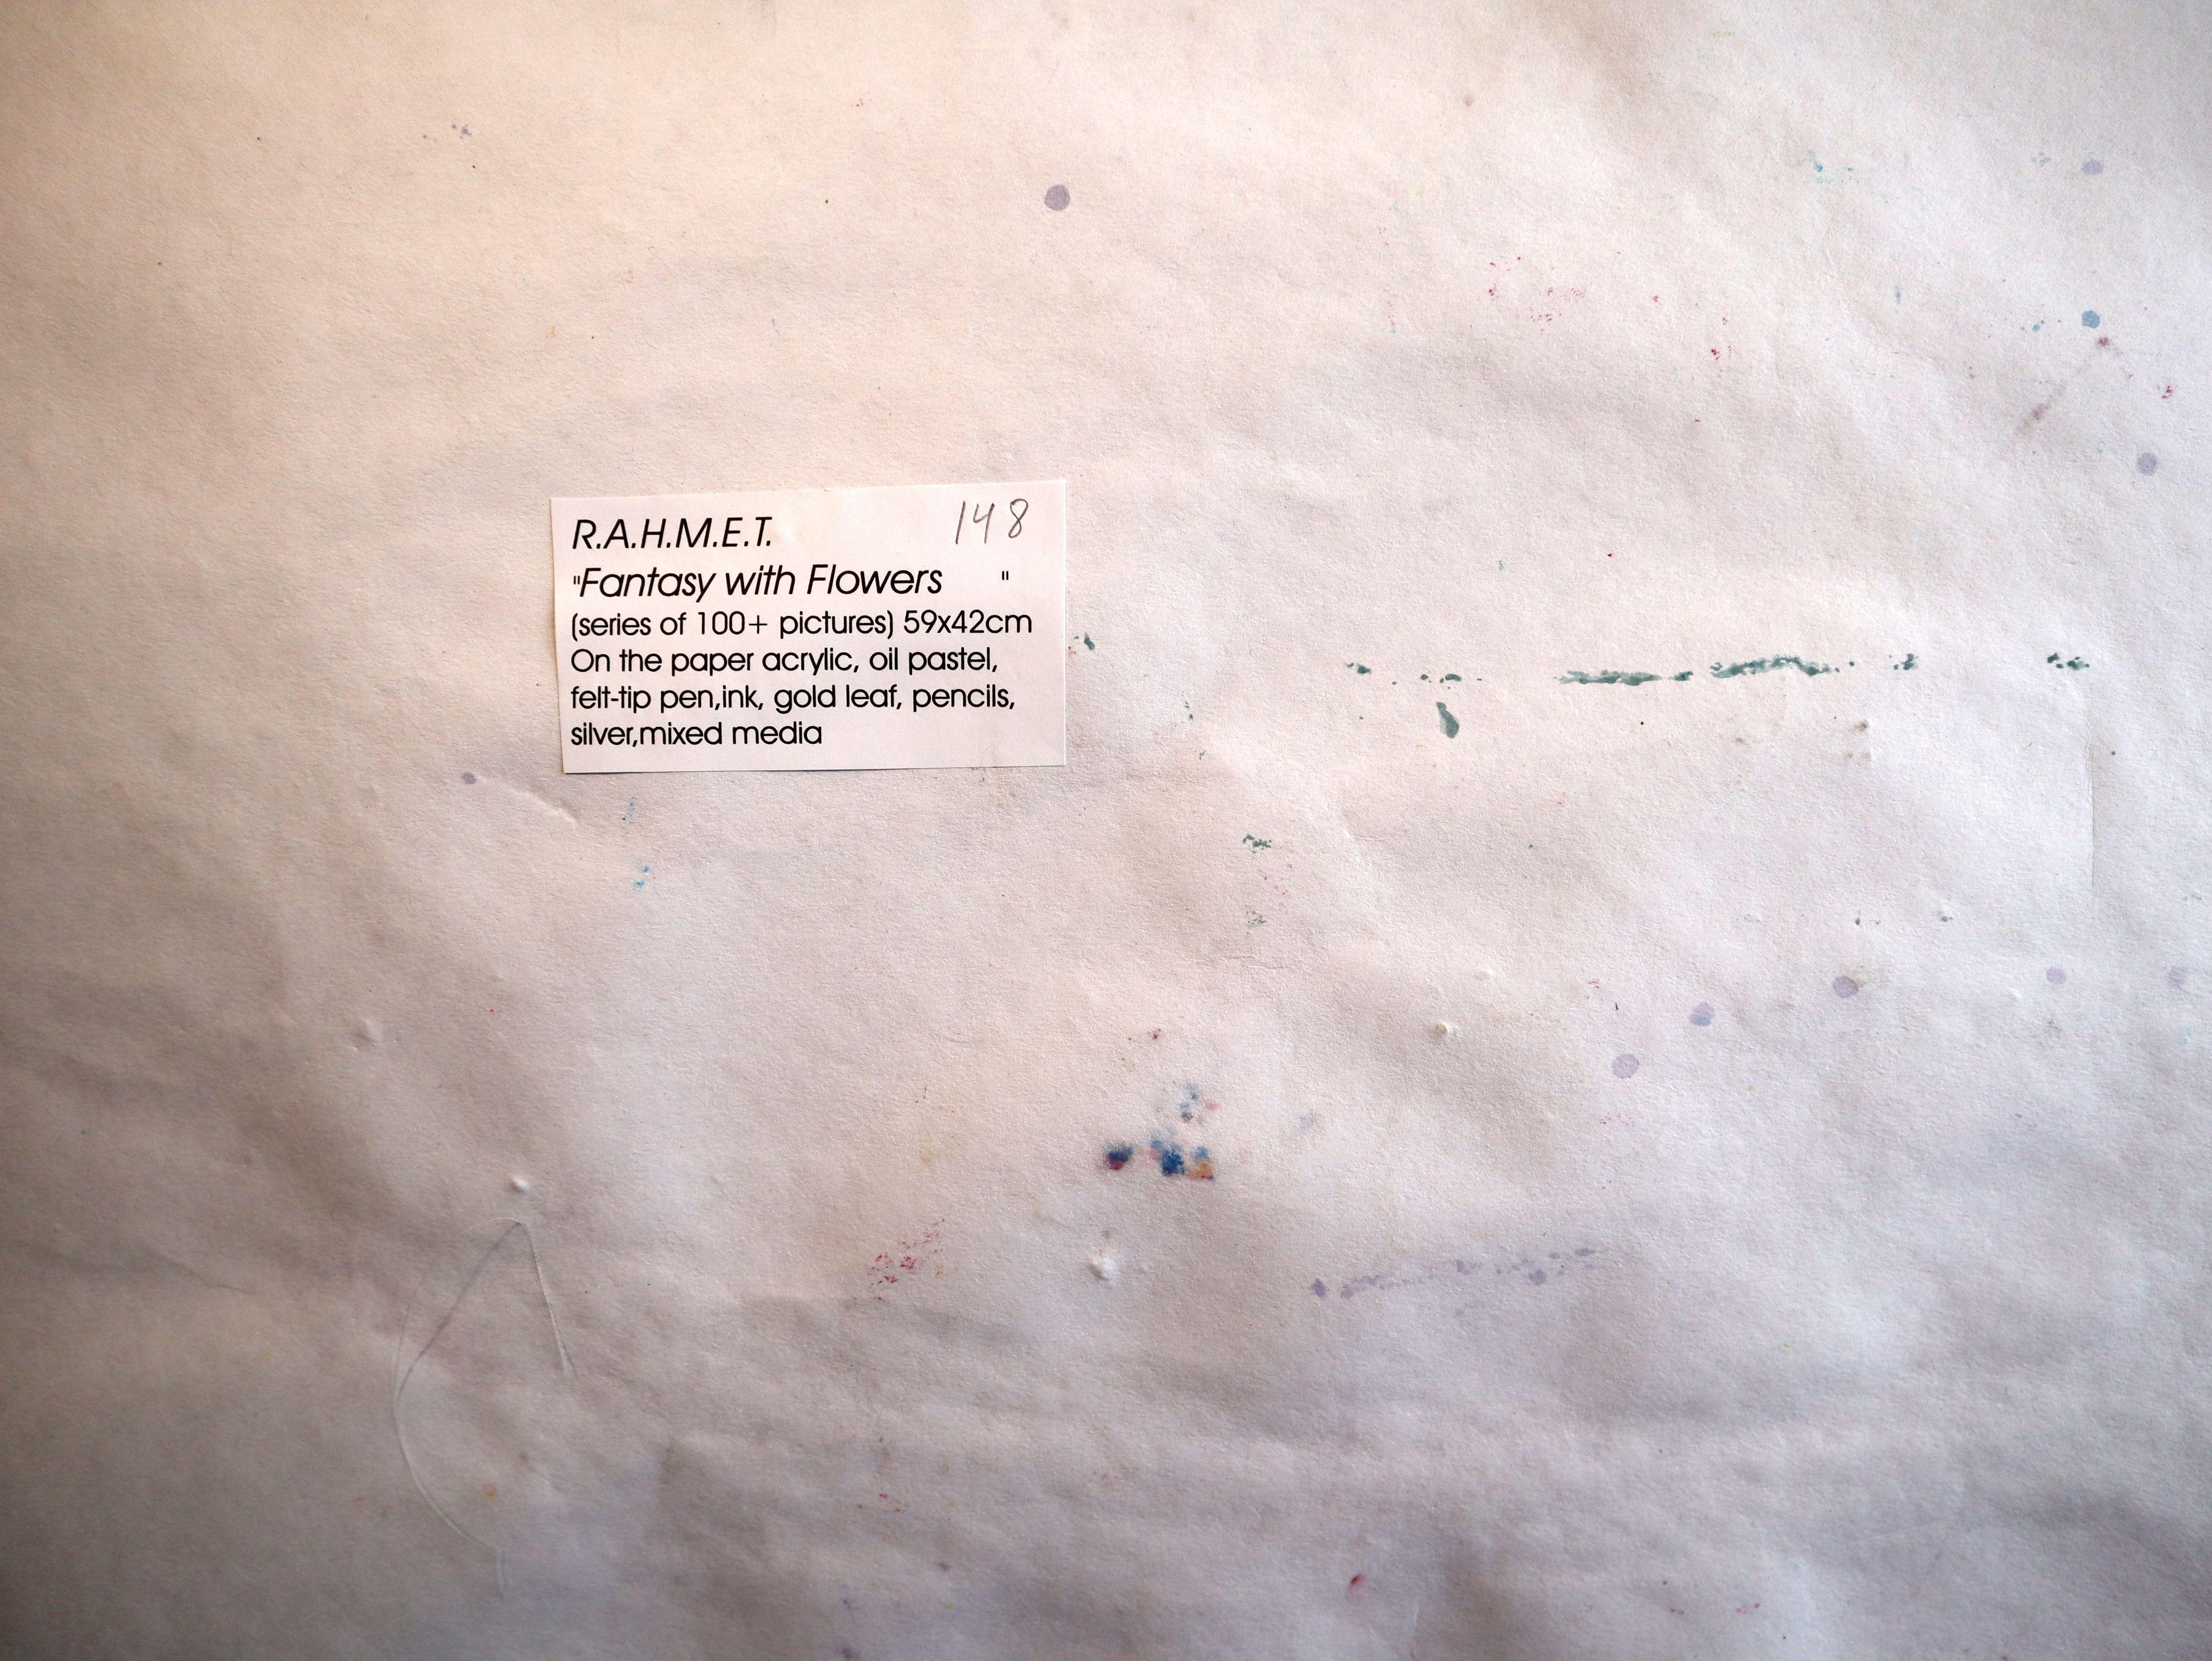 R.A.H.M.E.T. 148
"Fantasy with Flowers "
(series of 100+ pictures) 59x42cm
On the paper acrylic, oil pastel,
felt-tip pen,ink, gold leaf, pencils,
silver,mixed media